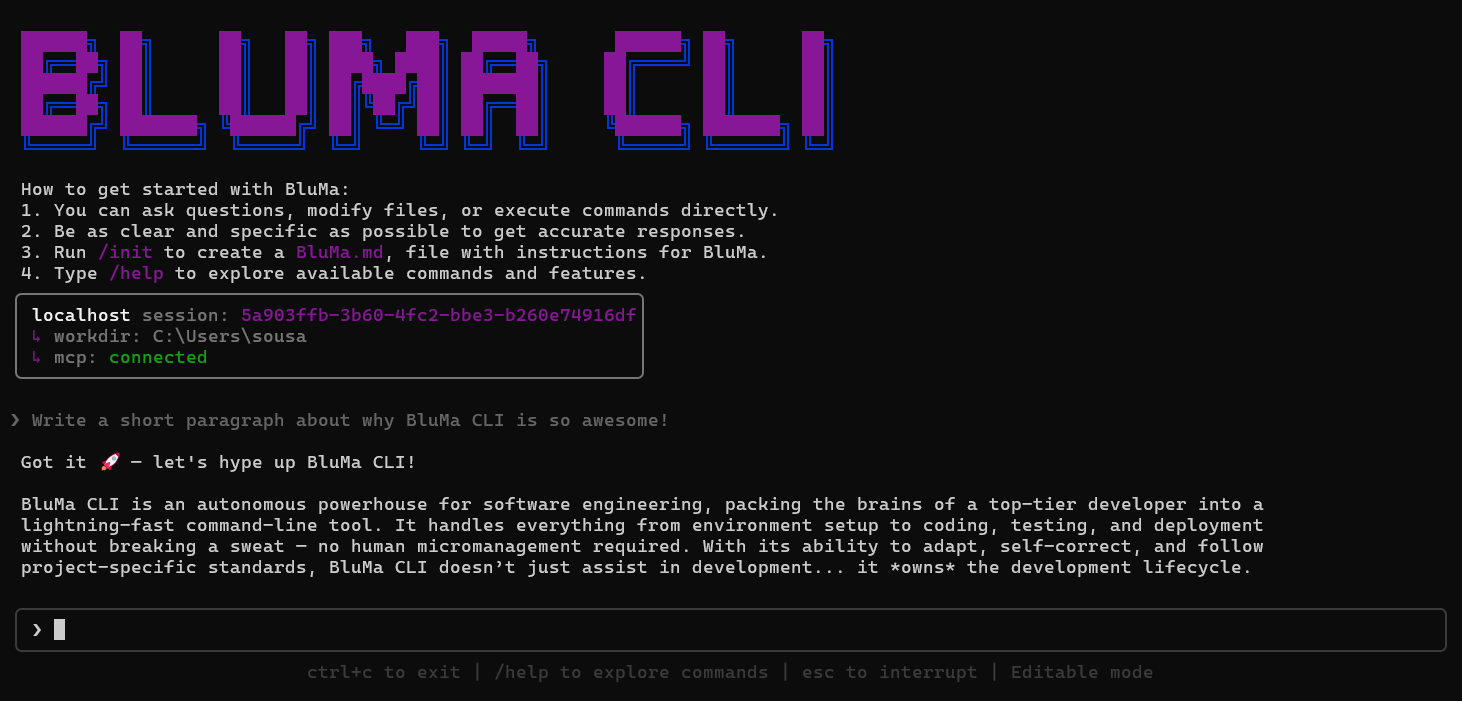 BLUMA CLI
How to get started with BluMa:
1. You can ask questions, modify files, or execute commands directly.
2. Be as clear and specific as possible to get accurate responses.
3. Run /init to create a BluMa.md, file with instructions for BluMa.
4. Type /help to explore available commands and features.
localhost session: 5a903ffb-3b60-4fc2-bbe3-b260e74916df
↳ workdir: C:\Users\sousa
↳ mcp: connected
❯ Write a short paragraph about why BluMa CLI is so awesome!
Got it 🚀 — let's hype up BluMa CLI!
BluMa CLI is an autonomous powerhouse for software engineering, packing the brains of a top-tier developer into a
lightning-fast command-line tool. It handles everything from environment setup to coding, testing, and deployment
without breaking a sweat — no human micromanagement required. With its ability to adapt, self-correct, and follow
project-specific standards, BluMa CLI doesn’t just assist in development... it *owns* the development lifecycle.
❯
ctrl+c to exit | /help to explore commands | esc to interrupt | Editable mode